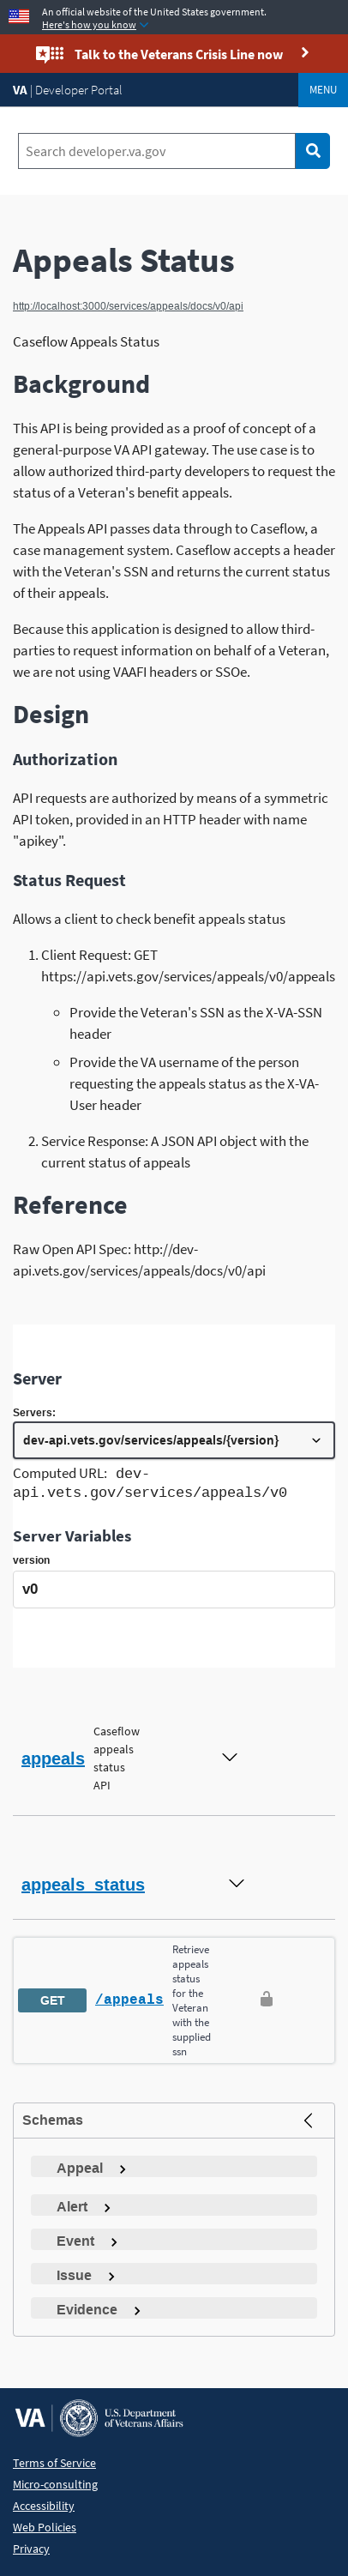 An official website of the United States government.
Here's how you know
Talk to the Veterans Crisis Line now
VA | Developer Portal
MENU
Search developer.va.gov
Appeals Status
http://localhost:3000/services/appeals/docs/v0/api
Caseflow Appeals Status
Background
This API is being provided as a proof of concept of a
general-purpose VA API gateway. The use case is to
allow authorized third-party developers to request the
status of a Veteran's benefit appeals.
The Appeals API passes data through to Caseflow, a
case management system. Caseflow accepts a header
with the Veteran's SSN and returns the current status
of their appeals.
Because this application is designed to allow third-
parties to request information on behalf of a Veteran,
we are not using VAAFI headers or SSOe.
Design
Authorization
API requests are authorized by means of a symmetric
API token, provided in an HTTP header with name
"apikey".
Status Request
Allows a client to check benefit appeals status
1. Client Request: GET
https://api.vets.gov/services/appeals/v0/appeals
Provide the Veteran's SSN as the X-VA-SSN
header
Provide the VA username of the person
requesting the appeals status as the X-VA-
User header
2. Service Response: A JSON API object with the
current status of appeals
Reference
Raw Open API Spec: http://dev-
api.vets.gov/services/appeals/docs/v0/api
Server
Servers:
dev-api.vets.gov/services/appeals/{version}
Computed URL: dev-
api.vets.gov/services/appeals/v0
Server Variables
version
v0
appeals
Caseflow
appeals
status
API
appeals_status
GET
/appeals
Retrieve
appeals
status
for the
Veteran
with the
supplied
ssn
Schemas
Appeal
Alert
Event
Issue
Evidence
VA
U.S. Department
of Veterans Affairs
Terms of Service
Micro-consulting
Accessibility
Web Policies
Privacy